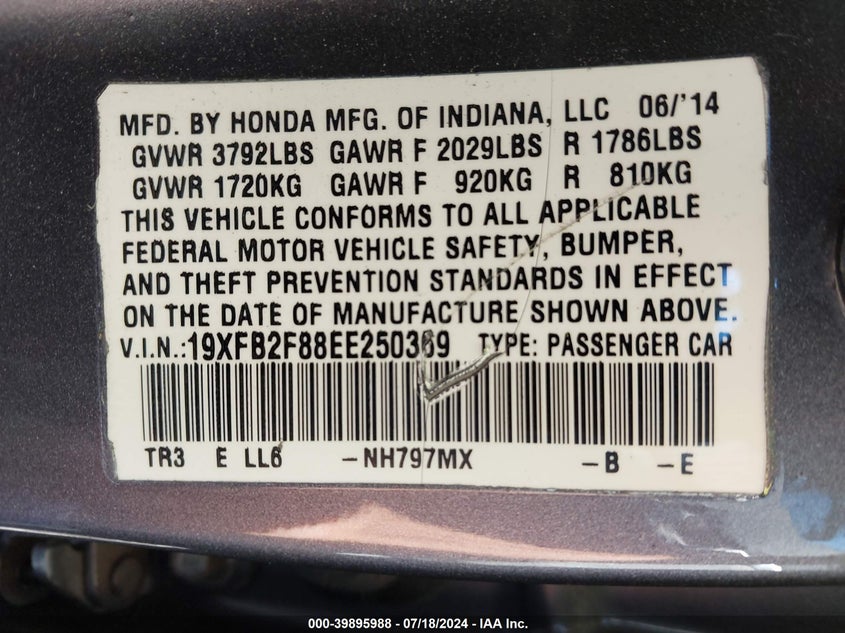 MFD. BY HONDA MFG. OF INDIANA, LLC 06/'14
GVWR 3792LBS GAWR F 2029LBS R 1786LBS
GVWR 1720KG GAWR F 920KG R 810KG
THIS VEHICLE CONFORMS TO ALL APPLICABLE
FEDERAL MOTOR VEHICLE SAFETY, BUMPER,
AND THEFT PREVENTION STANDARDS IN EFFECT
ON THE DATE OF MANUFACTURE SHOWN ABOVE.
V.I.N.:19XFB2F88EE250369 TYPE: PASSENGER CAR
TR3 E LL6 -NH797MX -B -E
000-39895988 - 07/18/2024 - IAA Inc.